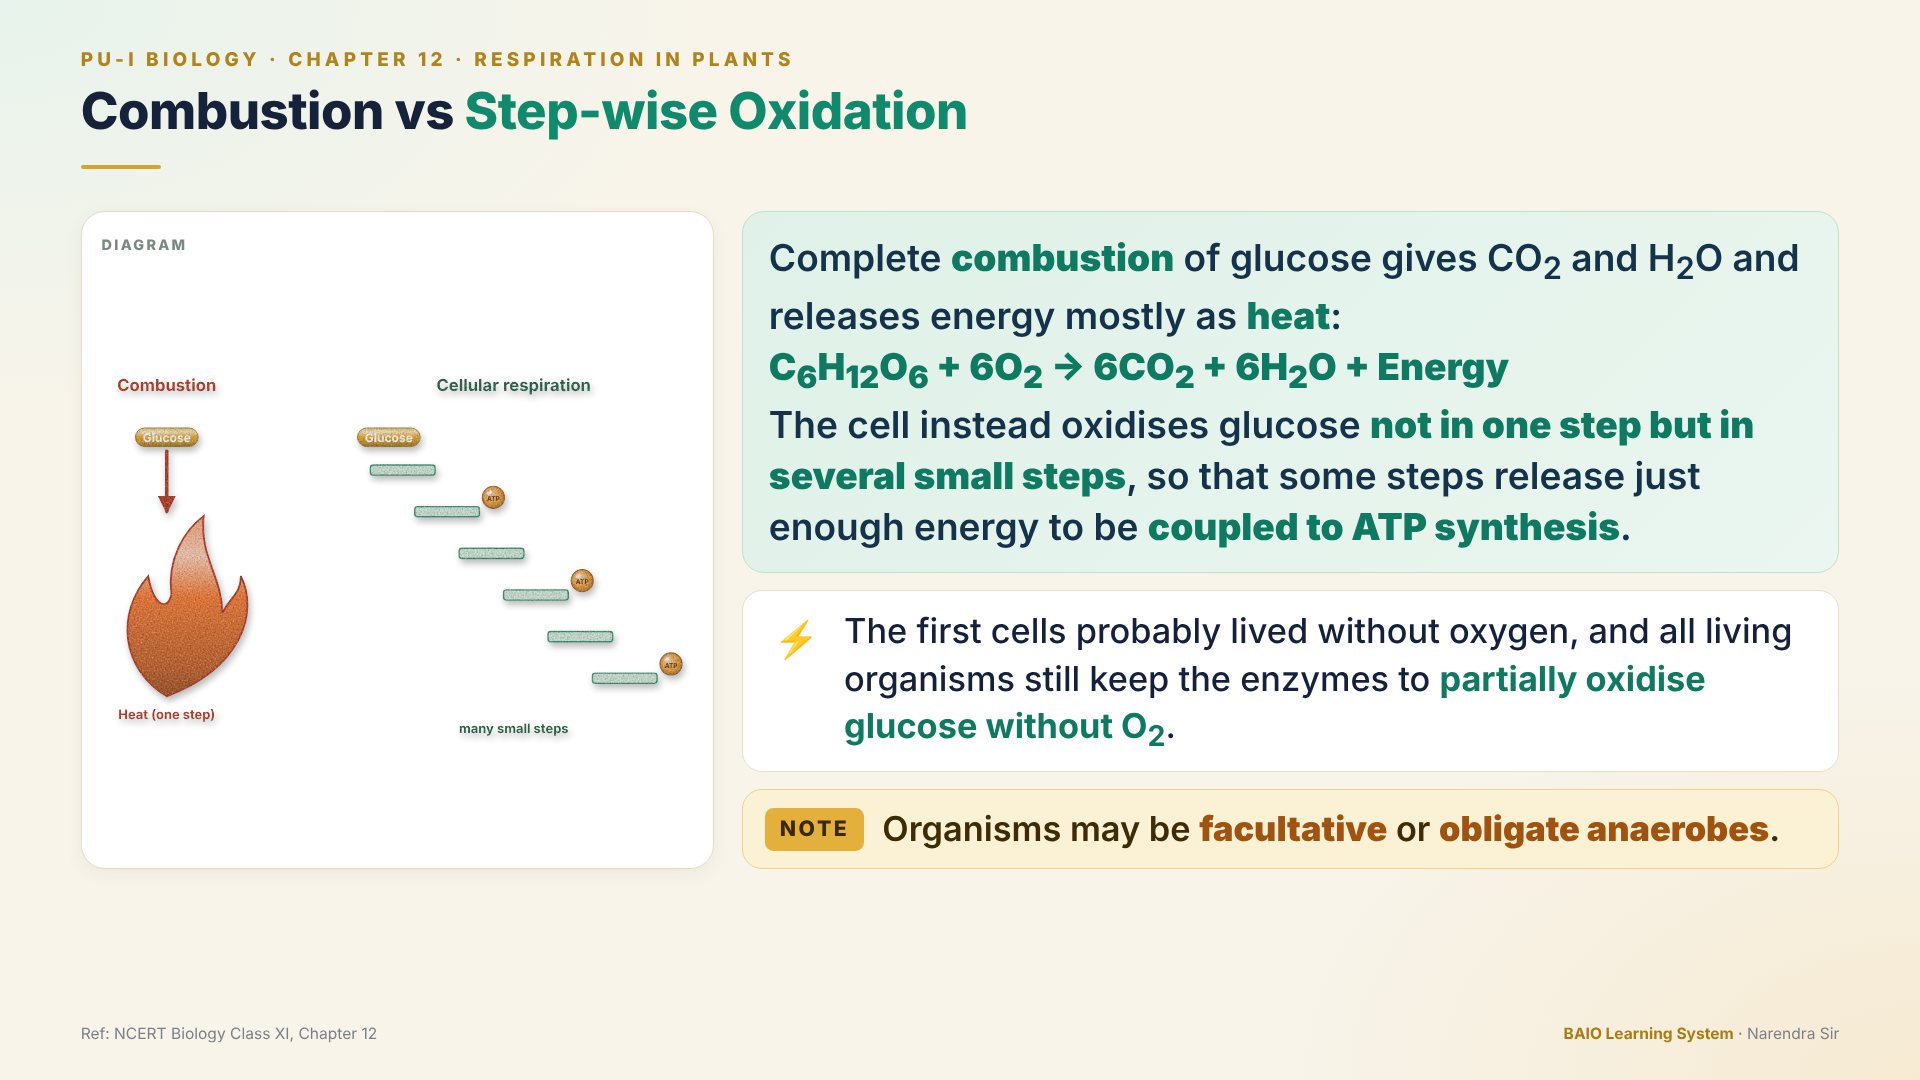 PU-I BIOLOGY · CHAPTER 12 · RESPIRATION IN PLANTS
Combustion vs Step-wise Oxidation
DIAGRAM
Combustion
Cellular respiration
Glucose
Glucose
ATP
ATP
ATP
Heat (one step)
many small steps
Complete combustion of glucose gives CO₂ and H₂O and
releases energy mostly as heat:
C₆H₁₂O₆ + 6O₂ → 6CO₂ + 6H₂O + Energy
The cell instead oxidises glucose not in one step but in
several small steps, so that some steps release just
enough energy to be coupled to ATP synthesis.
⚡ The first cells probably lived without oxygen, and all living
organisms still keep the enzymes to partially oxidise
glucose without O₂.
NOTE Organisms may be facultative or obligate anaerobes.
Ref: NCERT Biology Class XI, Chapter 12
BAIO Learning System · Narendra Sir